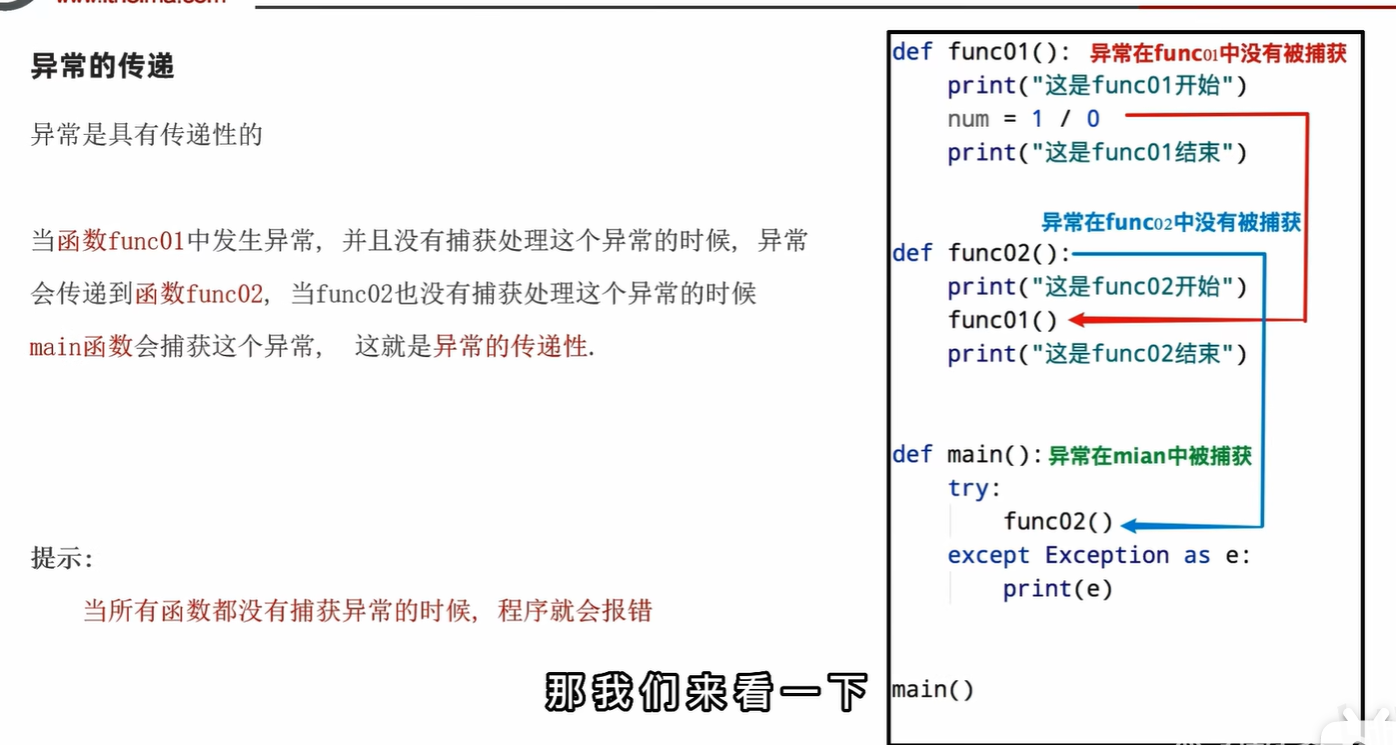 异常的传递
异常是具有传递性的
当函数func01中发生异常, 并且没有捕获处理这个异常的时候, 异常
会传递到函数func02, 当func02也没有捕获处理这个异常的时候
main函数会捕获这个异常, 这就是异常的传递性.
提示:
当所有函数都没有捕获异常的时候, 程序就会报错
def func01(): 异常在func01中没有被捕获
print("这是func01开始")
num = 1 / 0
print("这是func01结束")
异常在func02中没有被捕获
def func02():
print("这是func02开始")
func01()
print("这是func02结束")
def main(): 异常在mian中被捕获
try:
func02()
except Exception as e:
print(e)
main()
那我们来看一下